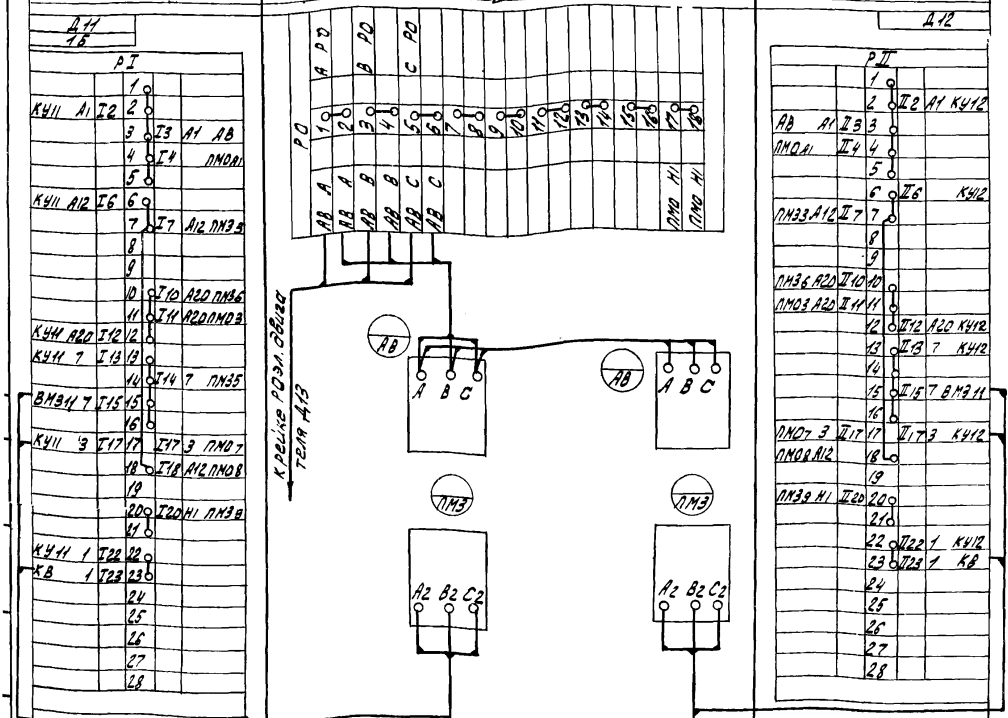 Д11
15
РI
1
КУ11 А1 I2 2
3 I3 А1 АВ
4 I4 ПМОА1
5
КУ11 А12 I6 6
7 I7 А12 ПМЗ3
8
9
10 I10 А20 ПМЗ6
11 I11 А20 ПМО3
КУ11 А20 I12 12
КУ11 7 I13 13
14 I14 7 ПМЗ5
ВМЭ11 7 I15 15
16
КУ11 3 I17 17 I17 3 ПМО7
18 I18 А12 ПМО8
19
20 I20 Н1 ПМЗ9
21
КУ11 1 I22 22
КВ 1 I23 23
24
25
26
27
28
РО
А РО
В РО
С РО
1 2 3 4 5 6 7 8 9 10 11 12 13 14 15 16 17 18
АВ А
АВ А
АВ В
АВ В
АВ С
АВ С
ПМО Н1
ПМО Н1
к рейке РО эл. двига
теля Д13
АВ
А В С
АВ
А В С
ПМЗ
А2 В2 С2
ПМЗ
А2 В2 С2
Д12
РII
1
2 II2 А1 КУ12
АВ А1 II3 3
ПМОА1 II4 4
5
6 II6 КУ12
ПМЗ3 А12 II7 7
8
9
ПМЗ6 А20 II10 10
ПМО3 А20 II11 11
12 II12 А20 КУ12
13 II13 7 КУ12
14
15 II15 7 ВМЭ11
16
ПМО7 3 II17 17 II17 3 КУ12
ПМО8 А12 18
19
ПМЗ9 Н1 II20 20
21
22 II22 1 КУ12
23 II23 1 КВ
24
25
26
27
28